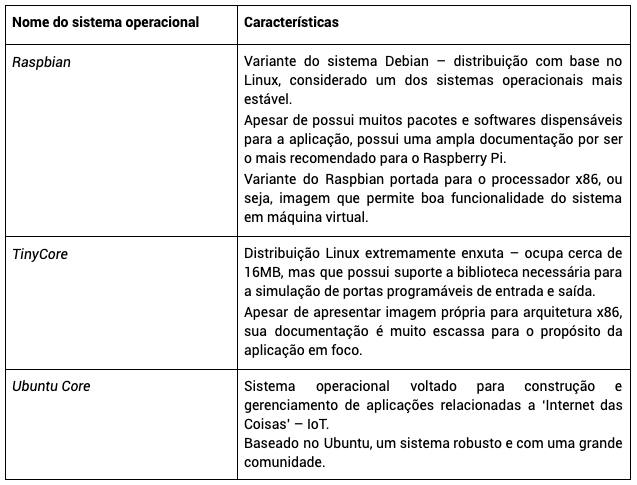 Nome do sistema operacional
Características
Raspbian
Variante do sistema Debian – distribuição com base no
Linux, considerado um dos sistemas operacionais mais
estável.
Apesar de possui muitos pacotes e softwares dispensáveis
para a aplicação, possui uma ampla documentação por ser
o mais recomendado para o Raspberry Pi.
Variante do Raspbian portada para o processador x86, ou
seja, imagem que permite boa funcionalidade do sistema
em máquina virtual.
TinyCore
Distribuição Linux extremamente enxuta – ocupa cerca de
16MB, mas que possui suporte a biblioteca necessária para
a simulação de portas programáveis de entrada e saída.
Apesar de apresentar imagem própria para arquitetura x86,
sua documentação é muito escassa para o propósito da
aplicação em foco.
Ubuntu Core
Sistema operacional voltado para construção e
gerenciamento de aplicações relacionadas a ‘Internet das
Coisas’ – IoT.
Baseado no Ubuntu, um sistema robusto e com uma grande
comunidade.